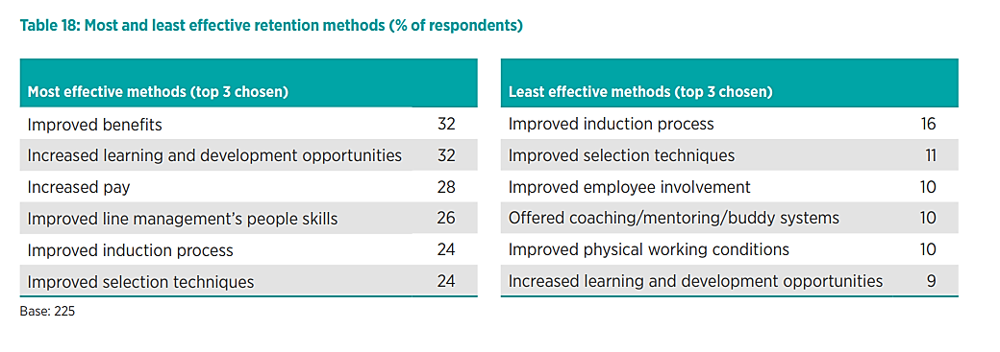 Table 18: Most and least effective retention methods (% of respondents)
Most effective methods (top 3 chosen)
Improved benefits 32
Increased learning and development opportunities 32
Increased pay 28
Improved line management’s people skills 26
Improved induction process 24
Improved selection techniques 24
Least effective methods (top 3 chosen)
Improved induction process 16
Improved selection techniques 11
Improved employee involvement 10
Offered coaching/mentoring/buddy systems 10
Improved physical working conditions 10
Increased learning and development opportunities 9
Base: 225